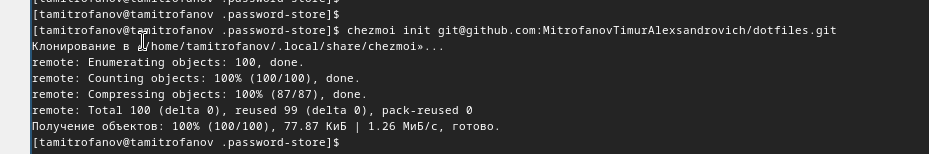 [tamitrofanov@tamitrofanov .password-store]$
[tamitrofanov@tamitrofanov .password-store]$ chezmoi init git@github.com:MitrofanovTimurAlexsandrovich/dotfiles.git
Клонирование в «/home/tamitrofanov/.local/share/chezmoi»...
remote: Enumerating objects: 100, done.
remote: Counting objects: 100% (100/100), done.
remote: Compressing objects: 100% (87/87), done.
remote: Total 100 (delta 0), reused 99 (delta 0), pack-reused 0
Получение объектов: 100% (100/100), 77.87 КиБ | 1.26 МиБ/с, готово.
[tamitrofanov@tamitrofanov .password-store]$